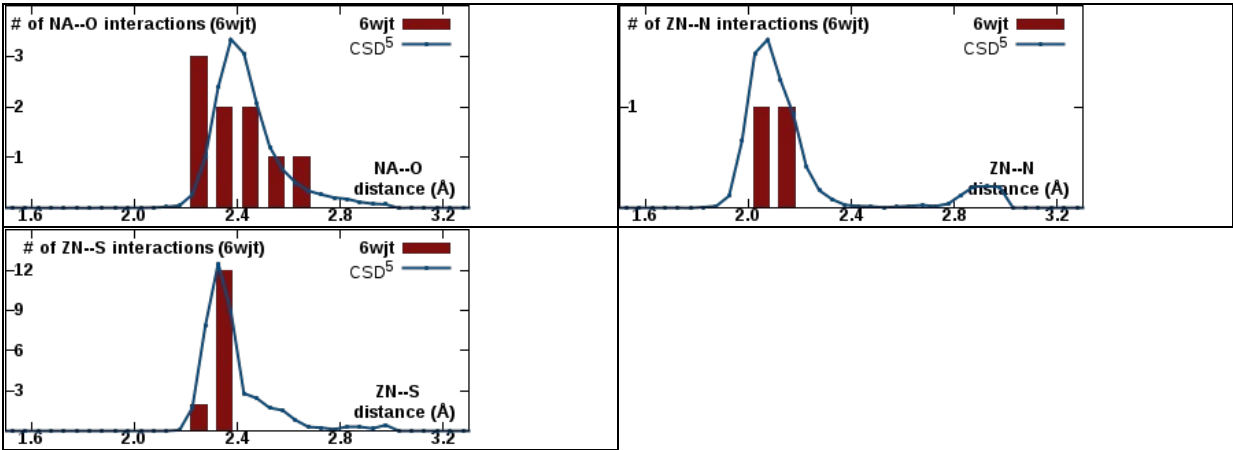 # of NA--O interactions (6wjt)
6wjt
CSD5
3
2
1
NA--O
distance (Å)
1.6 2.0 2.4 2.8 3.2
# of ZN--N interactions (6wjt)
6wjt
CSD5
1
ZN--N
distance (Å)
1.6 2.0 2.4 2.8 3.2
# of ZN--S interactions (6wjt)
6wjt
CSD5
12
9
6
3
ZN--S
distance (Å)
1.6 2.0 2.4 2.8 3.2